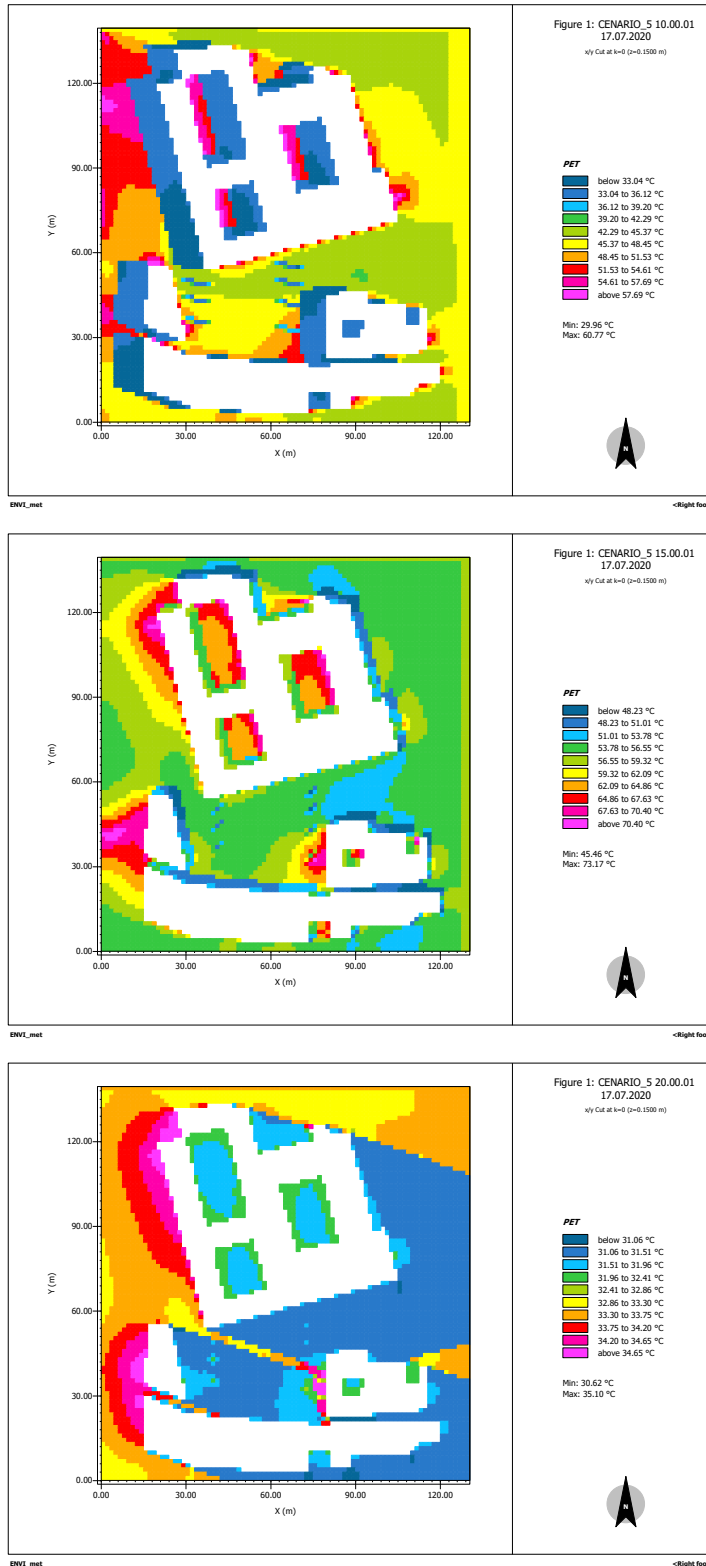 Figure 1: CENARIO_5 10.00.01
17.07.2020
x/y Cut at k=0 (z=0.1500 m)
120.00
90.00
60.00
30.00
0.00
Y (m)
0.00 30.00 60.00 90.00 120.00
X (m)
PET
below 33.04 °C
33.04 to 36.12 °C
36.12 to 39.20 °C
39.20 to 42.29 °C
42.29 to 45.37 °C
45.37 to 48.45 °C
48.45 to 51.53 °C
51.53 to 54.61 °C
54.61 to 57.69 °C
above 57.69 °C
Min: 29.96 °C
Max: 60.77 °C
N
ENVI_met
<Right foo
Figure 1: CENARIO_5 15.00.01
17.07.2020
x/y Cut at k=0 (z=0.1500 m)
120.00
90.00
60.00
30.00
0.00
Y (m)
0.00 30.00 60.00 90.00 120.00
X (m)
PET
below 48.23 °C
48.23 to 51.01 °C
51.01 to 53.78 °C
53.78 to 56.55 °C
56.55 to 59.32 °C
59.32 to 62.09 °C
62.09 to 64.86 °C
64.86 to 67.63 °C
67.63 to 70.40 °C
above 70.40 °C
Min: 45.46 °C
Max: 73.17 °C
N
ENVI_met
<Right foo
Figure 1: CENARIO_5 20.00.01
17.07.2020
x/y Cut at k=0 (z=0.1500 m)
120.00
90.00
60.00
30.00
0.00
Y (m)
0.00 30.00 60.00 90.00 120.00
X (m)
PET
below 31.06 °C
31.06 to 31.51 °C
31.51 to 31.96 °C
31.96 to 32.41 °C
32.41 to 32.86 °C
32.86 to 33.30 °C
33.30 to 33.75 °C
33.75 to 34.20 °C
34.20 to 34.65 °C
above 34.65 °C
Min: 30.62 °C
Max: 35.10 °C
N
ENVI_met
<Right foo